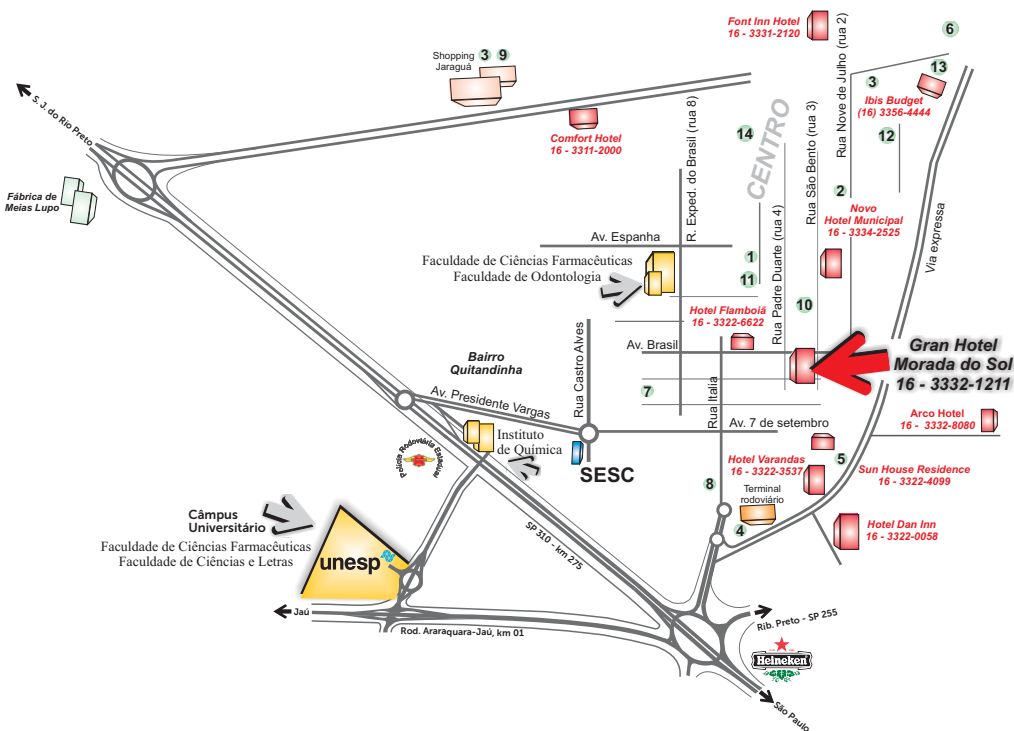 Font Inn Hotel
16 - 3331-2120
Rua Nove de Julho (rua 2)
6
Shopping
Jaraguá
3
9
13
3
Ibis Budget
(16) 3356-4444
S. J. do Rio Preto
Comfort Hotel
16 - 3311-2000
R. Exped. do Brasil (rua 8)
14
CENTRO
Rua São Bento (rua 3)
12
Fábrica de
Meias Lupo
2
Novo
Hotel Municipal
16 - 3334-2525
Rua Padre Duarte (rua 4)
Via expressa
Av. Espanha
Faculdade de Ciências Farmacêuticas
Faculdade de Odontologia
1
11
10
Hotel Flamboiã
16 - 3322-6622
Av. Brasil
Gran Hotel
Morada do Sol
16 - 3332-1211
Bairro
Quitandinha
Rua Castro Alves
Rua Italia
7
Av. Presidente Vargas
Av. 7 de setembro
Arco Hotel
16 - 3332-8080
Instituto
de Química
SESC
Polícia Rodoviária Estadual
Hotel Varandas
16 - 3322-3537
5
Sun House Residence
16 - 3322-4099
8
Terminal
rodoviário
4
Hotel Dan Inn
16 - 3322-0058
Câmpus
Universitário
Faculdade de Ciências Farmacêuticas
Faculdade de Ciências e Letras
unesp
SP 310 - km 275
Jaú
Rod. Araraquara-Jaú, km 01
Rib. Preto - SP 255
Heineken
São Paulo